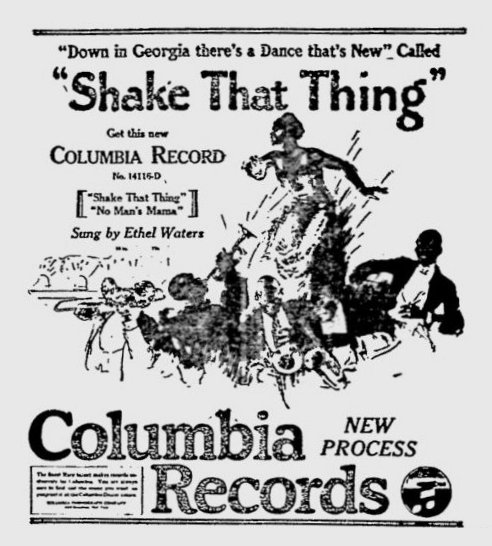 "Down in Georgia there's a Dance that's New" Called
"Shake That Thing"
Get this new
COLUMBIA RECORD
No. 14116-D
"Shake That Thing"
"No Man's Mama"
Sung by Ethel Waters
Columbia
NEW
PROCESS
Records